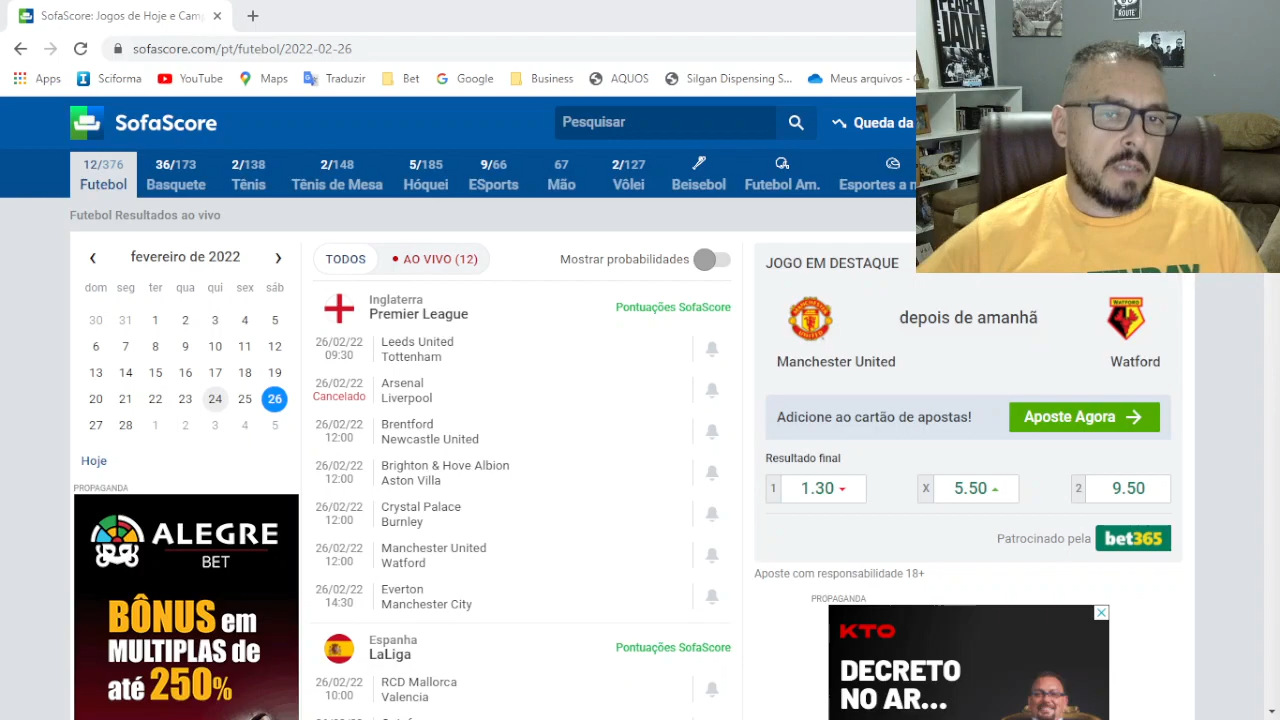 SofaScore: Jogos de Hoje e Camp
sofascore.com/pt/futebol/2022-02-26
Apps Sciforma YouTube Maps Traduzir Bet Google Business AQUOS Silgan Dispensing S... Meus arquivos -
SofaScore
Pesquisar
Queda da
12/376 36/173 2/138 2/148 5/185 9/66 67 2/127
Futebol Basquete Tênis Tênis de Mesa Hóquei ESports Mão Vôlei Beisebol Futebol Am. Esportes a
Futebol Resultados ao vivo
fevereiro de 2022
dom seg ter qua qui sex sáb
30 31 1 2 3 4 5
6 7 8 9 10 11 12
13 14 15 16 17 18 19
20 21 22 23 24 25 26
27 28 1 2 3 4 5
Hoje
PROPAGANDA
ALEGRE
BET
BÔNUS em
MULTIPLAS de
até 250%
TODOS
AO VIVO (12)
Mostrar probabilidades
Inglaterra
Premier League
Pontuações SofaScore
26/02/22 Leeds United
09:30 Tottenham
26/02/22 Arsenal
Cancelado Liverpool
26/02/22 Brentford
12:00 Newcastle United
26/02/22 Brighton & Hove Albion
12:00 Aston Villa
26/02/22 Crystal Palace
12:00 Burnley
26/02/22 Manchester United
12:00 Watford
26/02/22 Everton
14:30 Manchester City
Espanha
LaLiga
Pontuações SofaScore
26/02/22 RCD Mallorca
10:00 Valencia
JOGO EM DESTAQUE
WATFORD
depois de amanhã
Manchester United
Watford
Adicione ao cartão de apostas!
Aposte Agora
Resultado final
1 1.30 X 5.50 2 9.50
Patrocinado pela bet365
Aposte com responsabilidade 18+
PROPAGANDA
KTO
DECRETO
NO AR...
PEARL
JAM
ROUTE